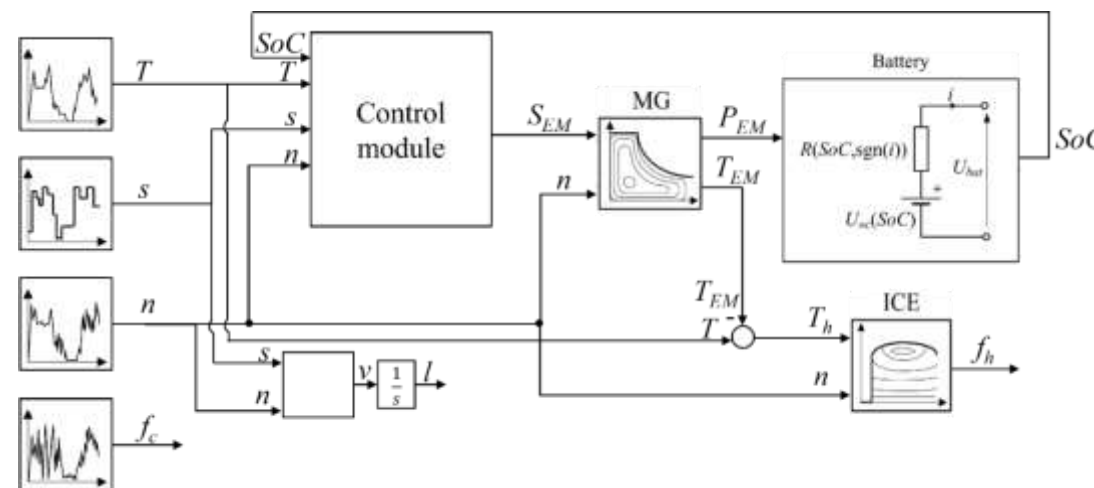 SoC
T
T
Control
module
s
n
S_EM
MG
n
P_EM
T_EM
Battery
i
R(SoC,sgn(i))
U_bat
+
U_oc(SoC)
SoC
s
n
T_EM
-
T
T_h
ICE
n
f_h
s
n
v
1
s
l
f_c